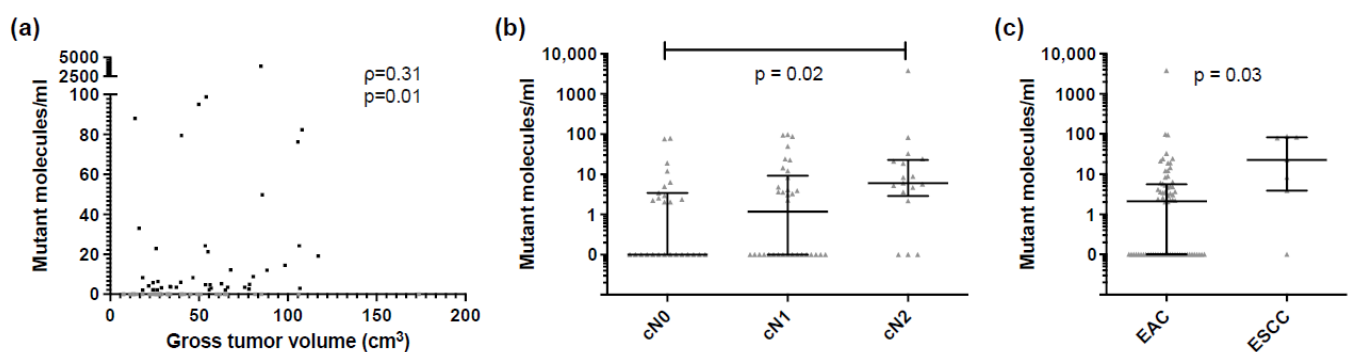 (a)
Mutant molecules/ml
5000
2500
100
80
60
40
20
0
ρ=0.31
p=0.01
0
50
100
150
200
Gross tumor volume (cm³)
(b)
Mutant molecules/ml
10,000
1000
100
10
1
0
p = 0.02
cN0
cN1
cN2
(c)
Mutant molecules/ml
10,000
1000
100
10
1
0
p = 0.03
EAC
ESCC